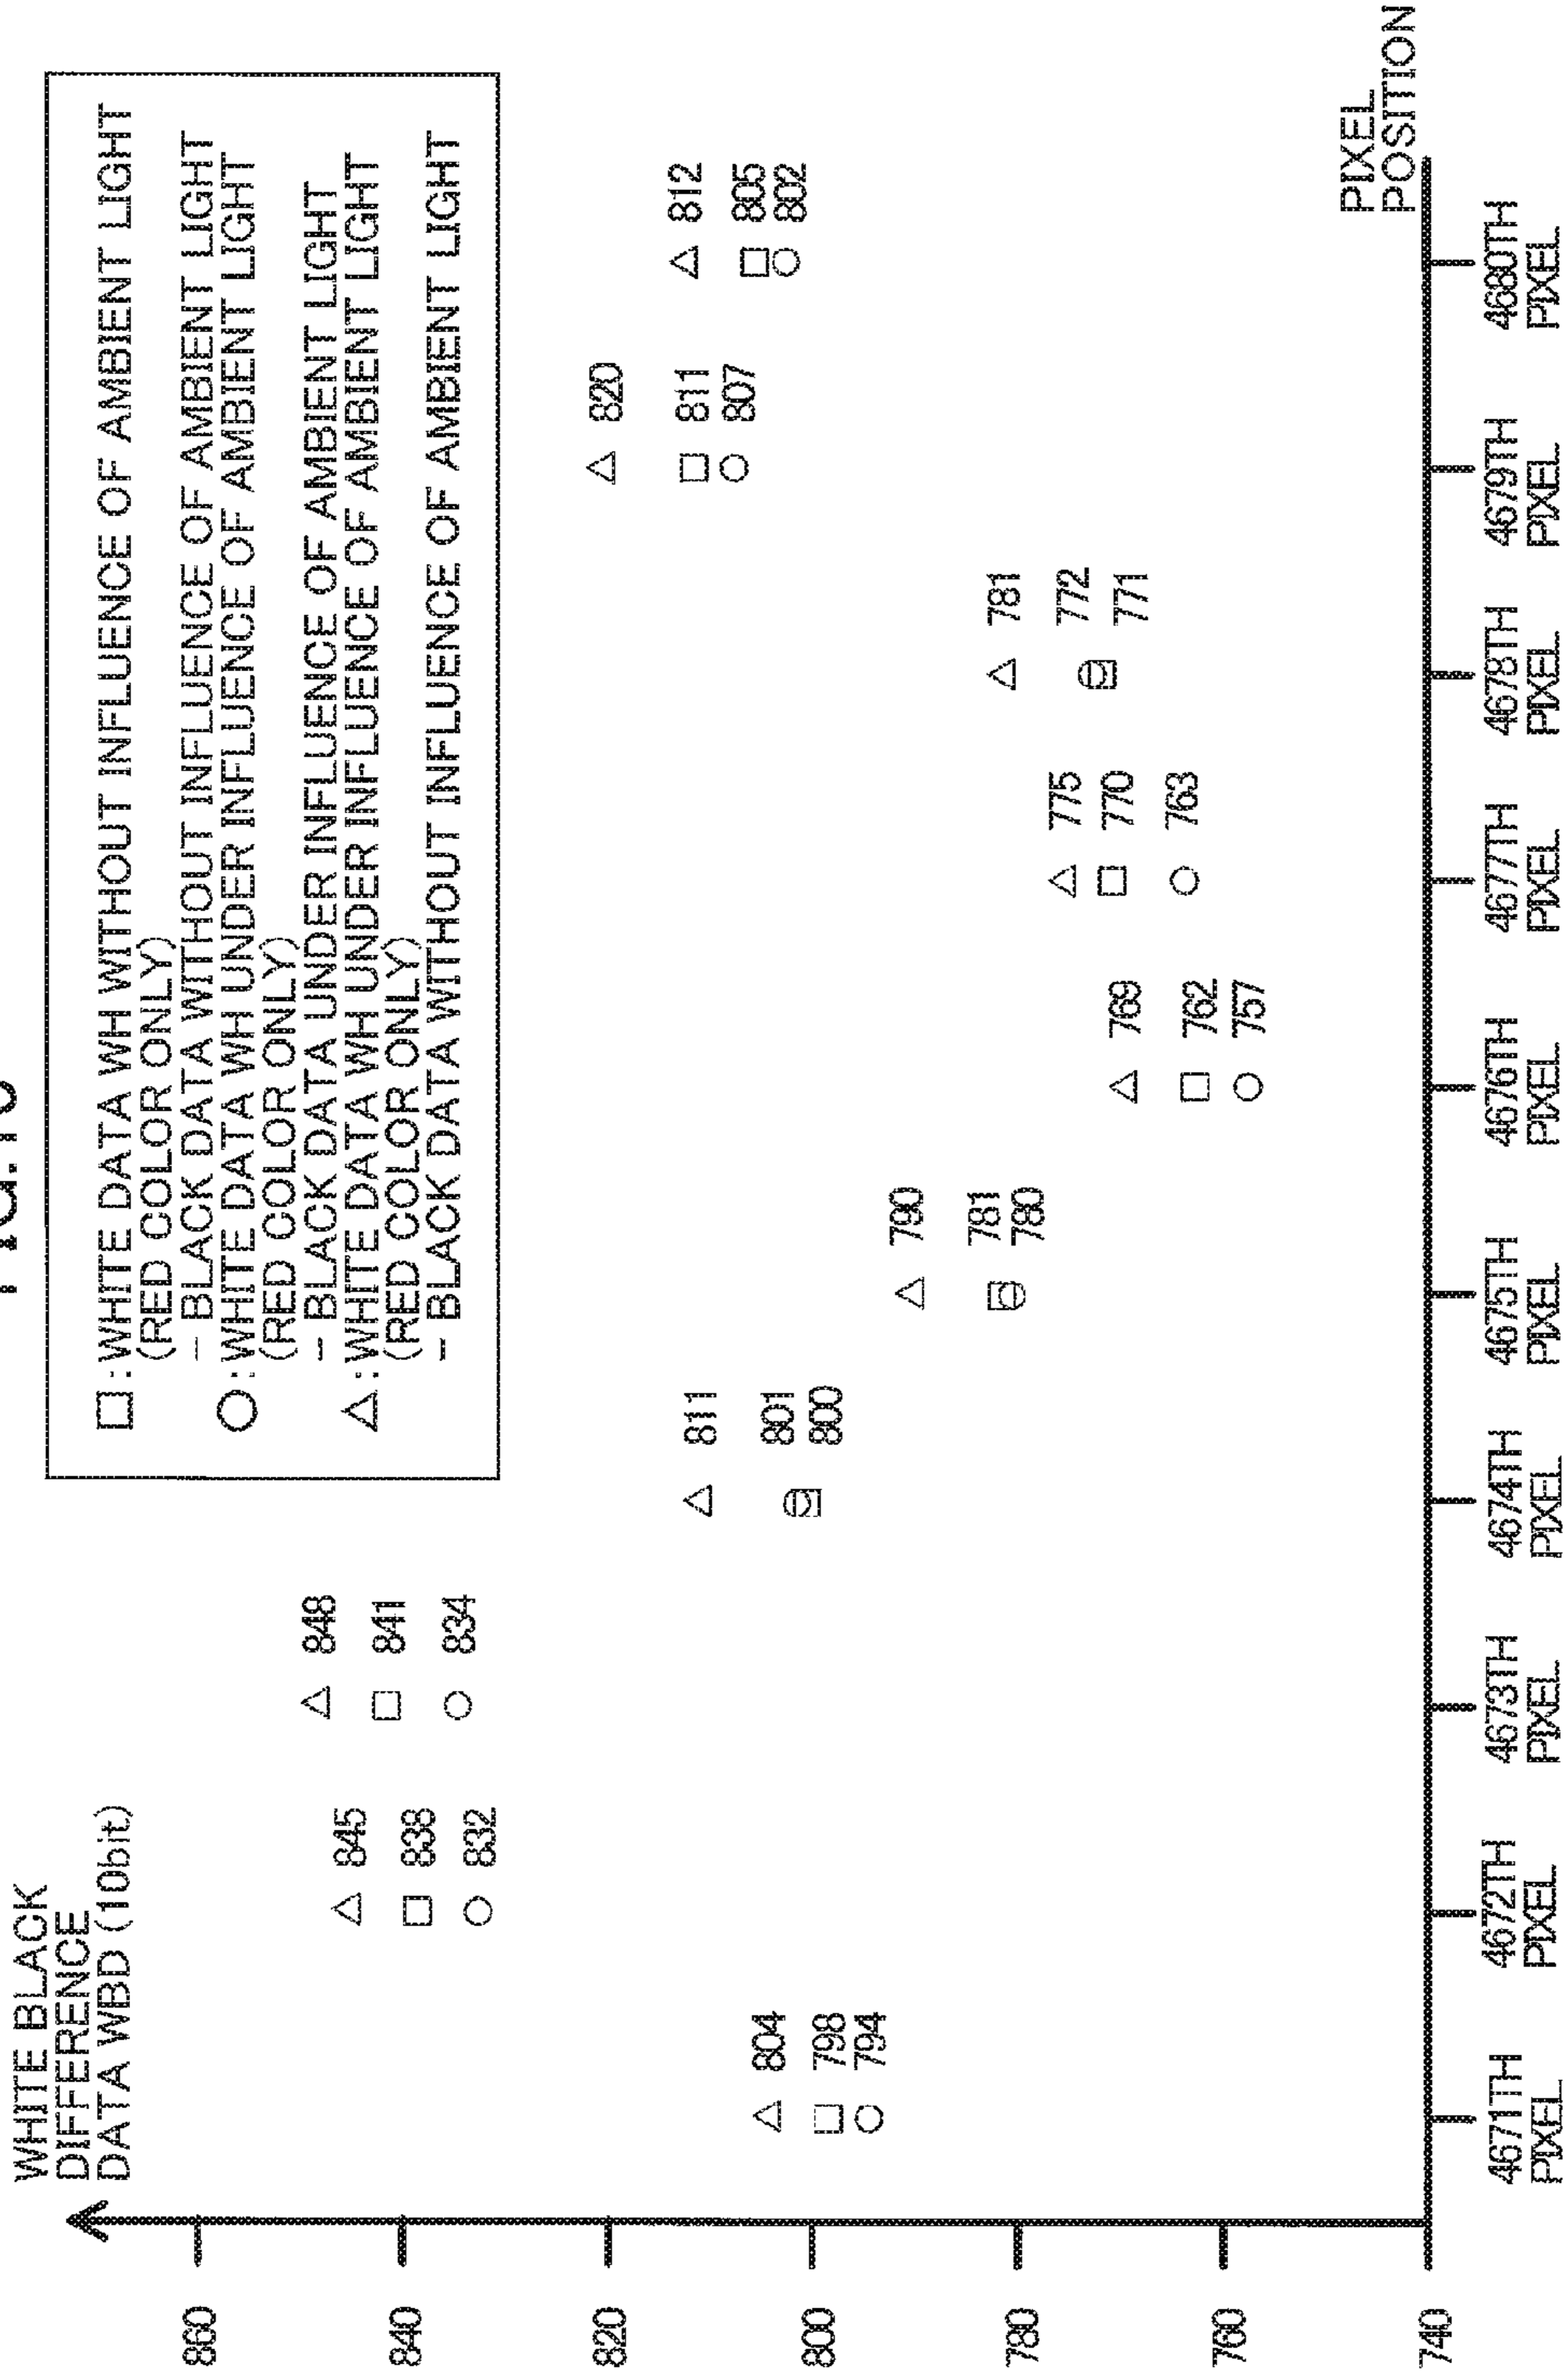 WHITE BLACK
DIFFERENCE
DATA WBD (10bit)
□ : WHITE DATA WH WITHOUT INFLUENCE OF AMBIENT LIGHT
(RED COLOR ONLY)
− BLACK DATA WITHOUT INFLUENCE OF AMBIENT LIGHT
○ : WHITE DATA WH UNDER INFLUENCE OF AMBIENT LIGHT
(RED COLOR ONLY)
− BLACK DATA UNDER INFLUENCE OF AMBIENT LIGHT
△ : WHITE DATA WH UNDER INFLUENCE OF AMBIENT LIGHT
(RED COLOR ONLY)
− BLACK DATA WITHOUT INFLUENCE OF AMBIENT LIGHT
860
840
820
800
780
760
740
804
798
794
845
838
832
848
841
834
811
801
800
790
781
780
769
762
757
775
770
763
781
772
771
820
811
807
812
805
802
4671TH
PIXEL
4672TH
PIXEL
4673TH
PIXEL
4674TH
PIXEL
4675TH
PIXEL
4676TH
PIXEL
4677TH
PIXEL
4678TH
PIXEL
4679TH
PIXEL
4680TH
PIXEL
PIXEL
POSITION